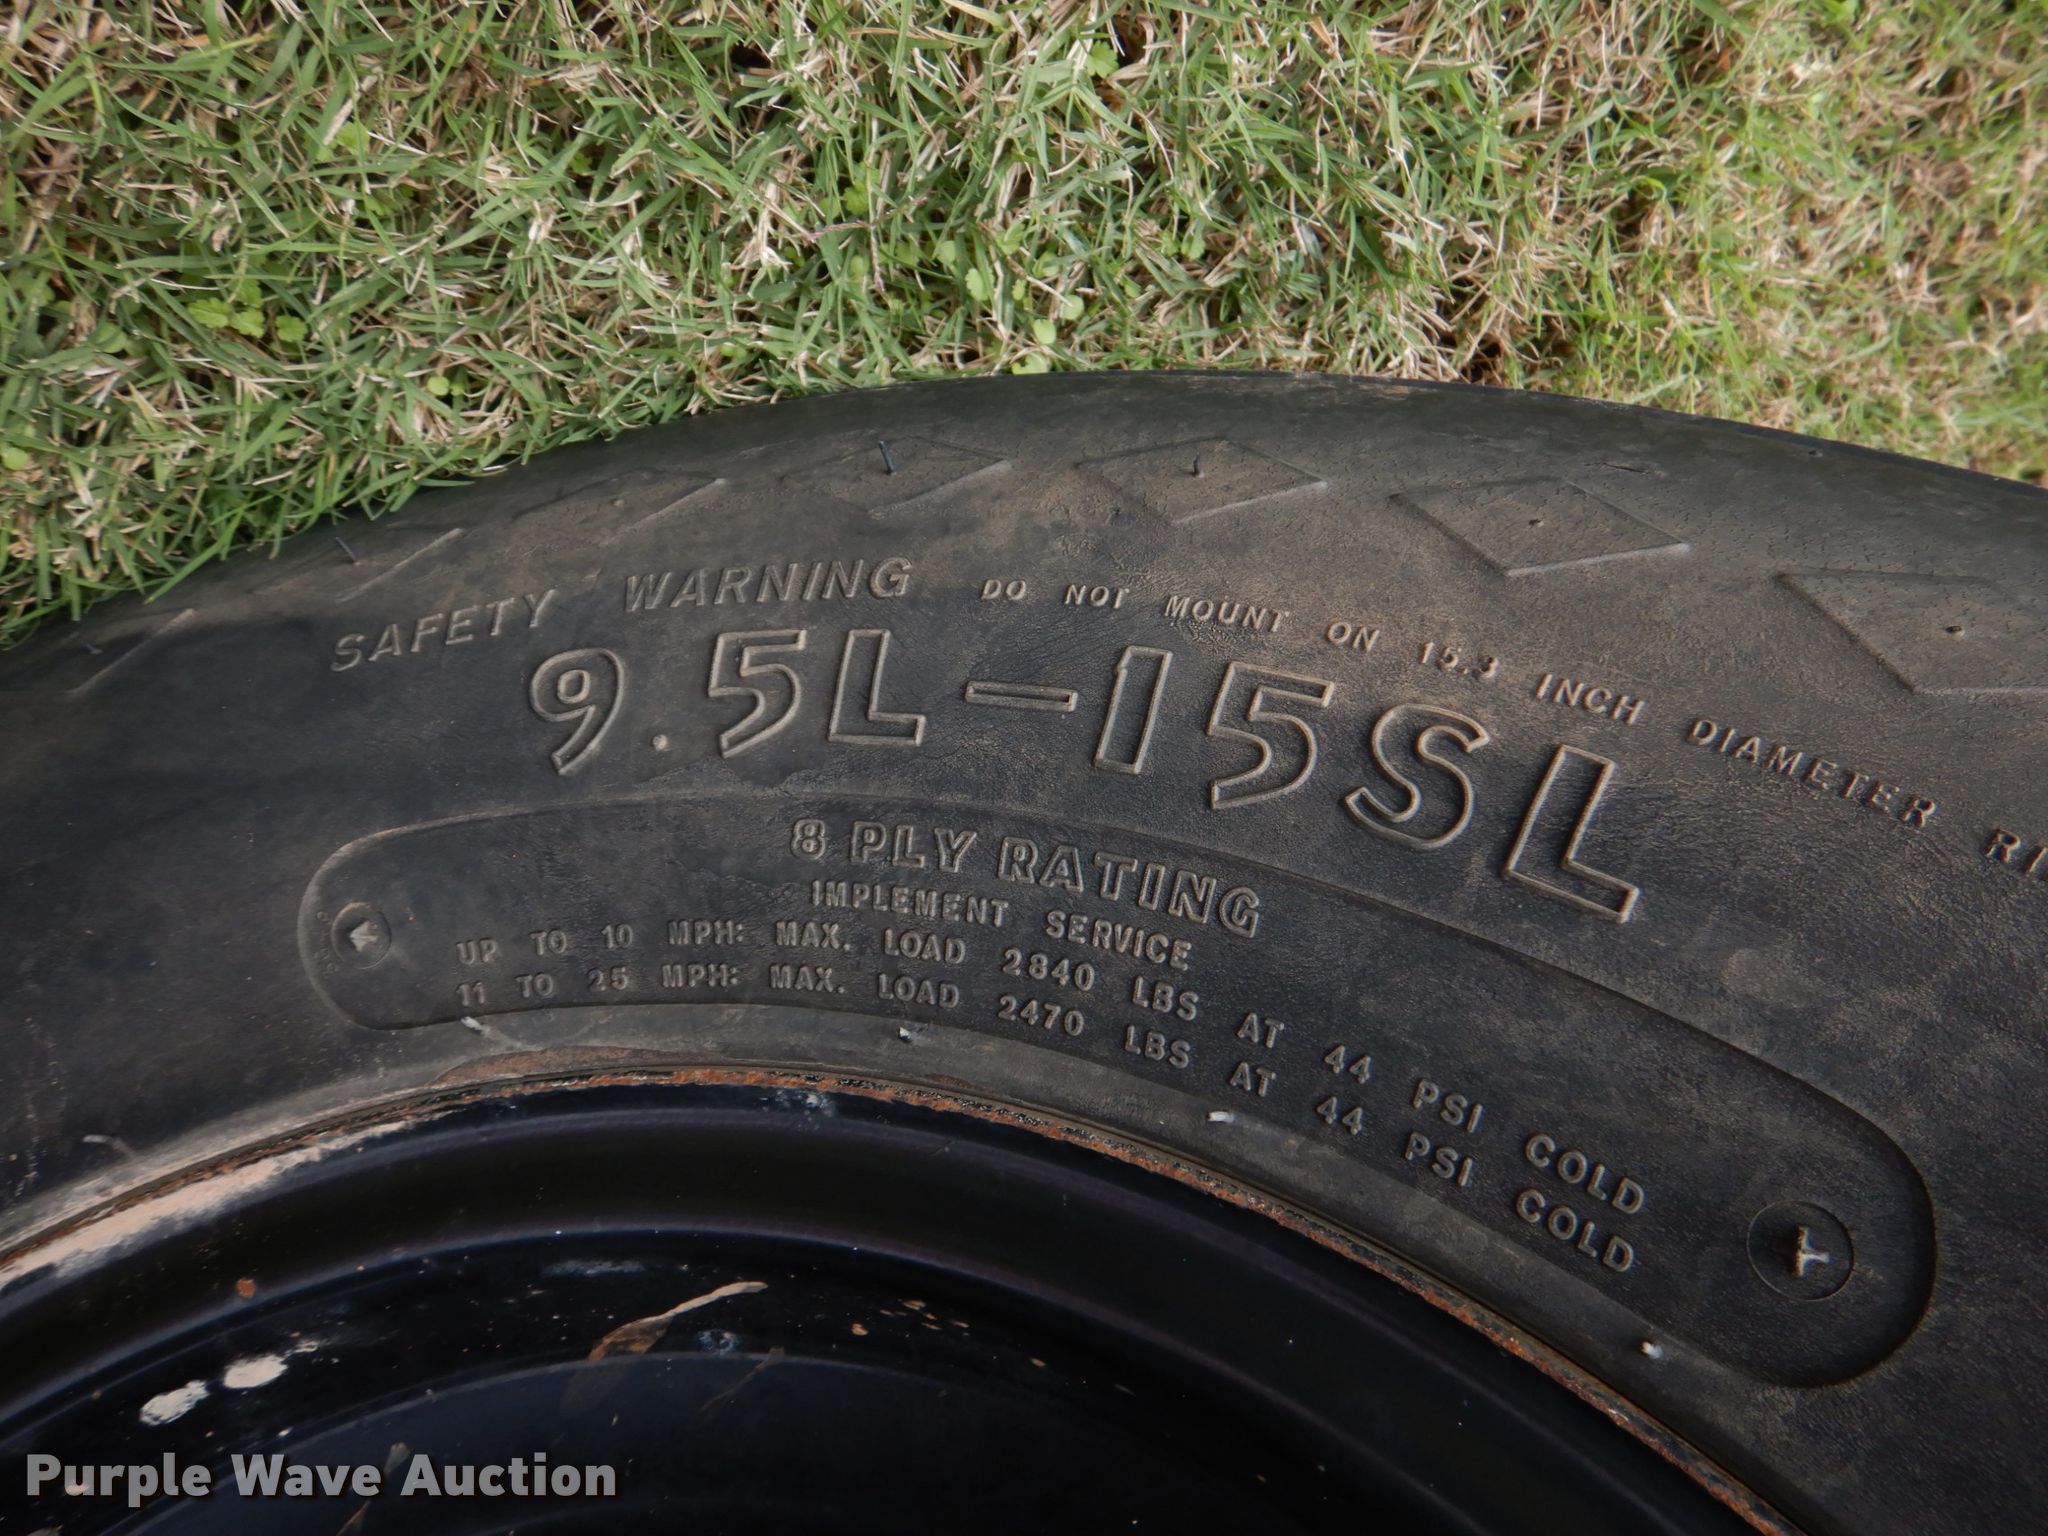 SAFETY WARNING DO NOT MOUNT ON 15.3 INCH DIAMETER RI
9.5L-15SL
8 PLY RATING
IMPLEMENT SERVICE
UP TO 10 MPH: MAX. LOAD 2840 LBS AT 44 PSI COLD
11 TO 25 MPH: MAX. LOAD 2470 LBS AT 44 PSI COLD
Purple Wave Auction